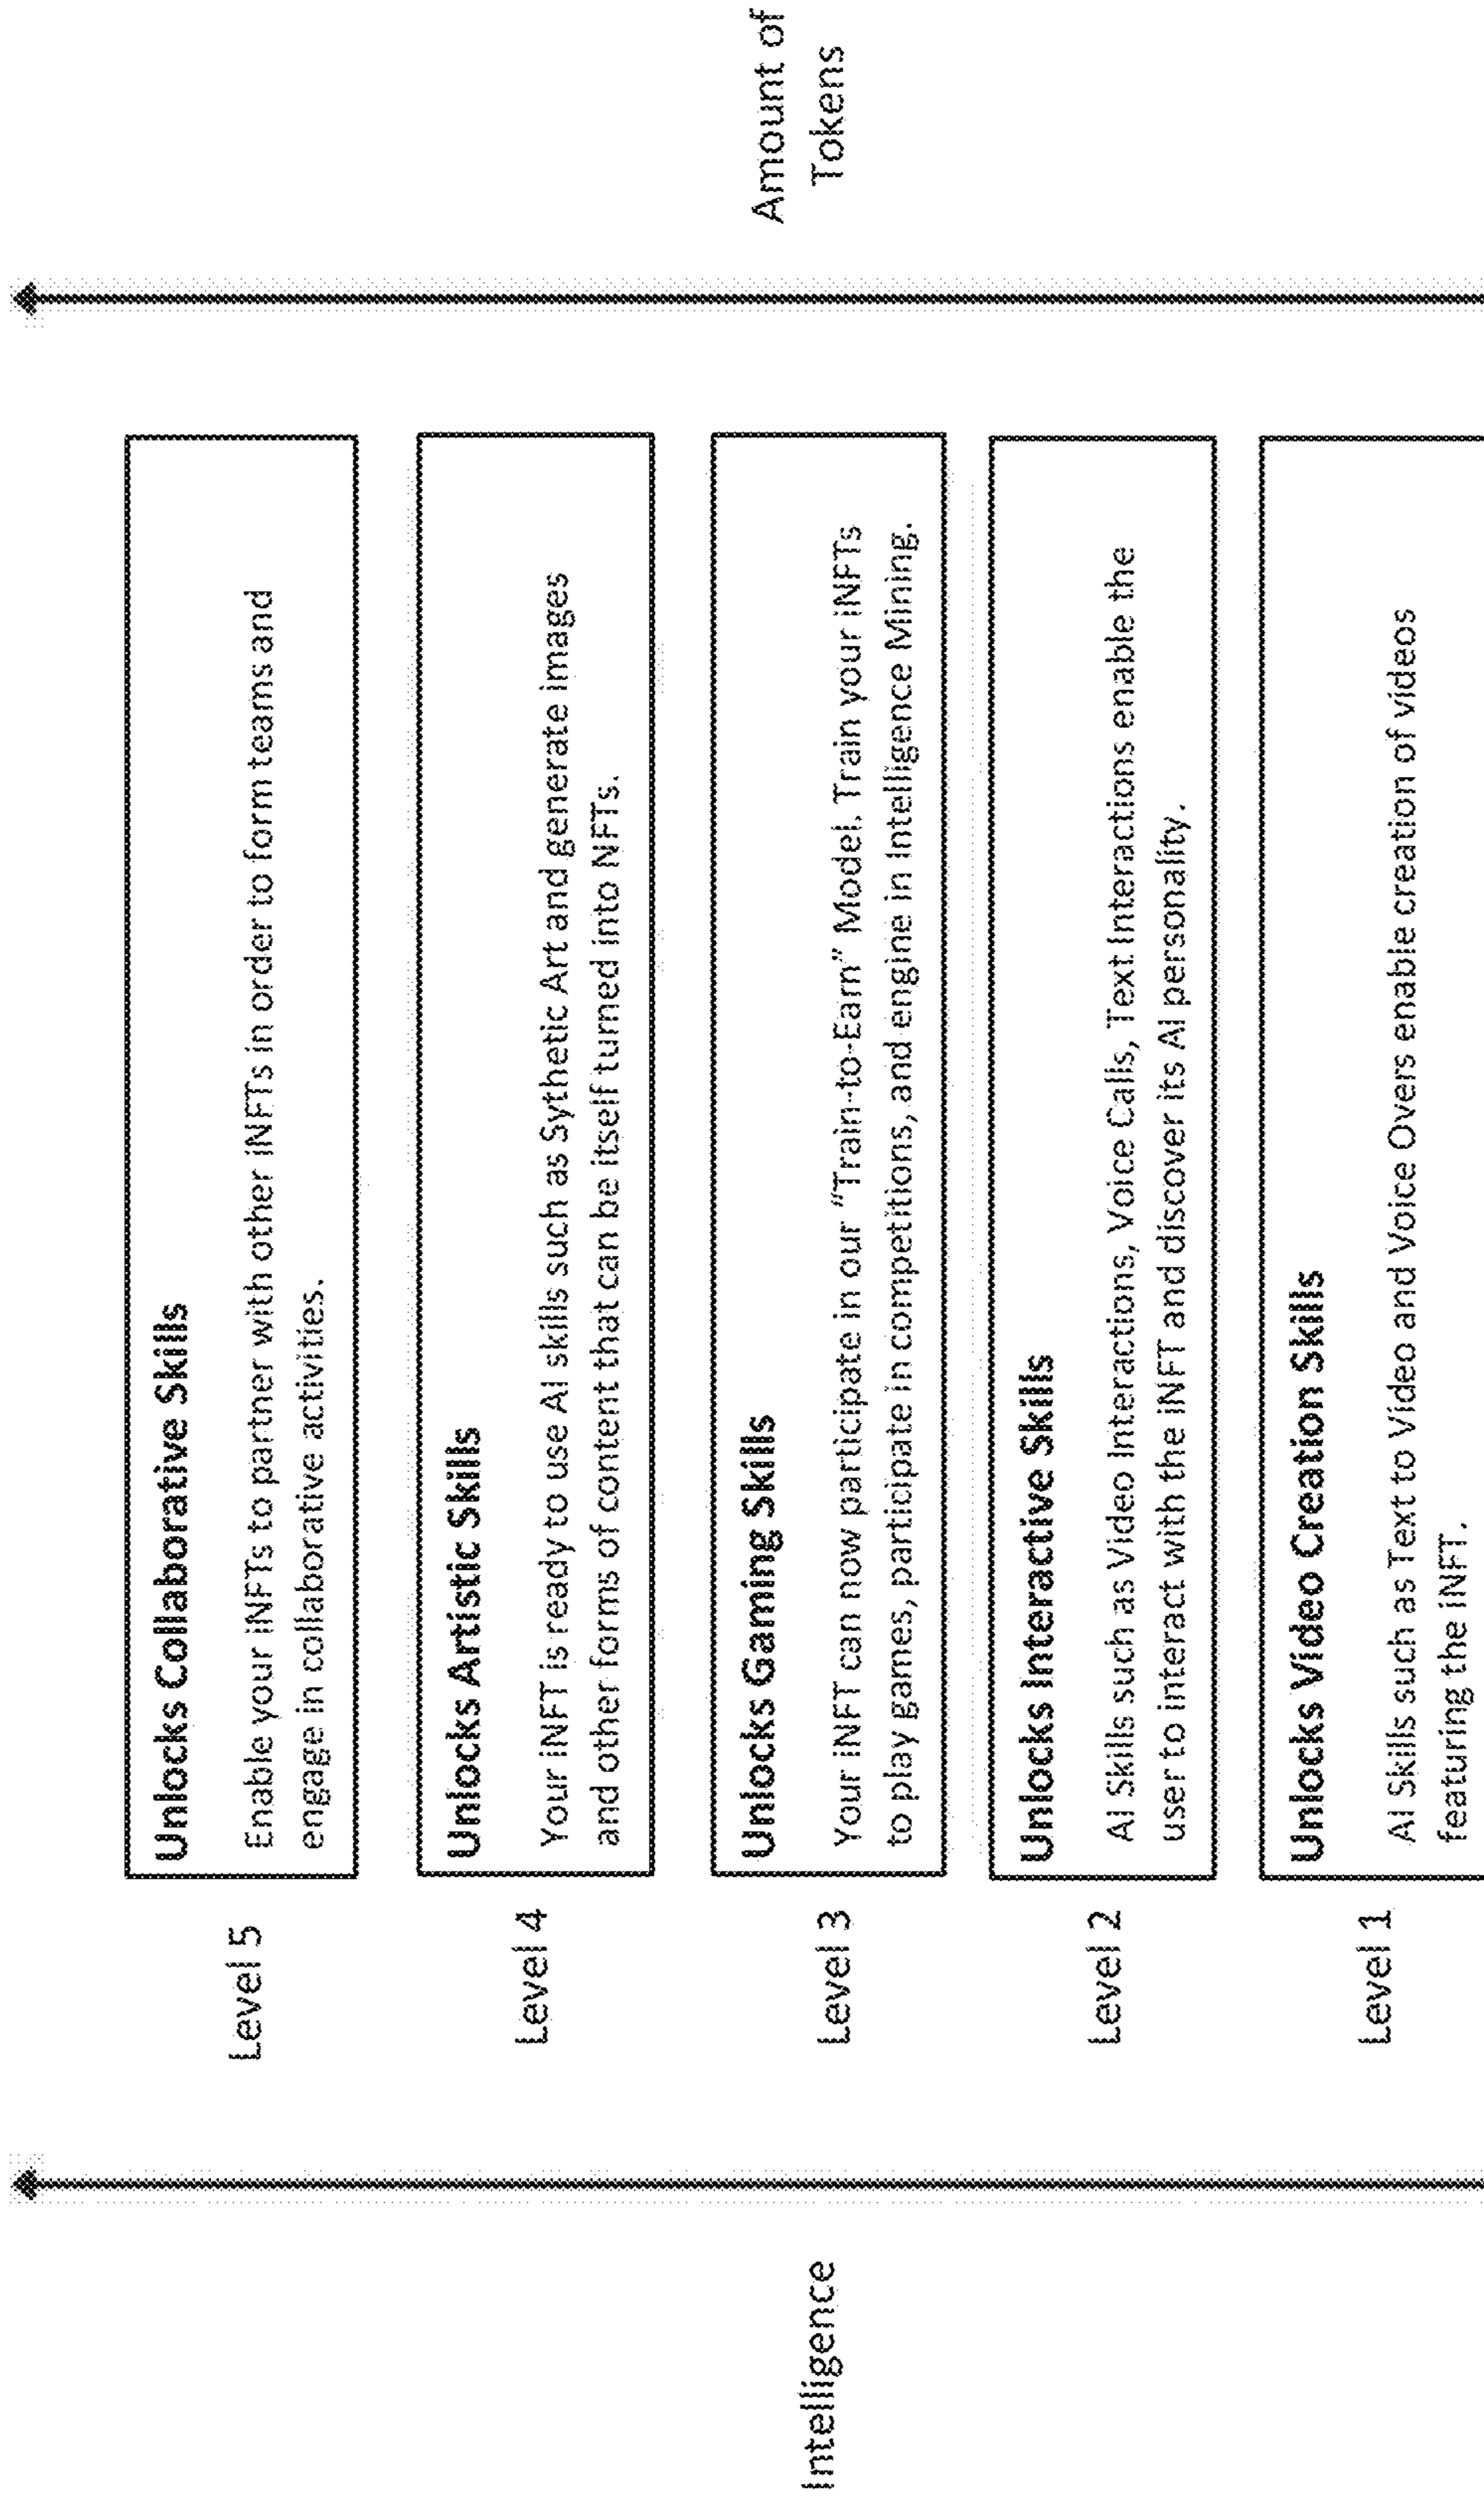 Intelligence
Level 5
Unlocks Collaborative Skills
Enable your iNFTs to partner with other iNFTs in order to form teams and
engage in collaborative activities.
Level 4
Unlocks Artistic Skills
Your iNFT is ready to use AI skills such as Sythetic Art and generate images
and other forms of content that can be itself turned into NFTs.
Level 3
Unlocks Gaming Skills
Your iNFT can now participate in our "Train-to-Earn" Model. Train your iNFTs
to play games, participate in competitions, and engine in Intelligence Mining.
Level 2
Unlocks Interactive Skills
AI Skills such as Video Interactions, Voice Calls, Text Interactions enable the
user to interact with the iNFT and discover its AI personality.
Level 1
Unlocks Video Creation Skills
AI Skills such as Text to Video and Voice Overs enable creation of videos
featuring the iNFT.
Amount of
Tokens